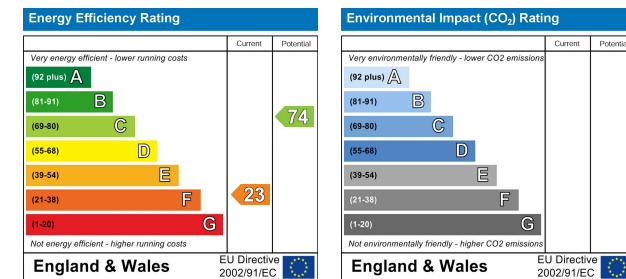 Energy Efficiency Rating
Current Potential
Very energy efficient - lower running costs
(92 plus) A
(81-91) B
(69-80) C
74
(55-68) D
(39-54) E
(21-38) F
23
(1-20) G
Not energy efficient - higher running costs
England & Wales
EU Directive
2002/91/EC
Environmental Impact (CO2) Rating
Current Potential
Very environmentally friendly - lower CO2 emissions
(92 plus) A
(81-91) B
(69-80) C
(55-68) D
(39-54) E
(21-38) F
(1-20) G
Not environmentally friendly - higher CO2 emissions
England & Wales
EU Directive
2002/91/EC